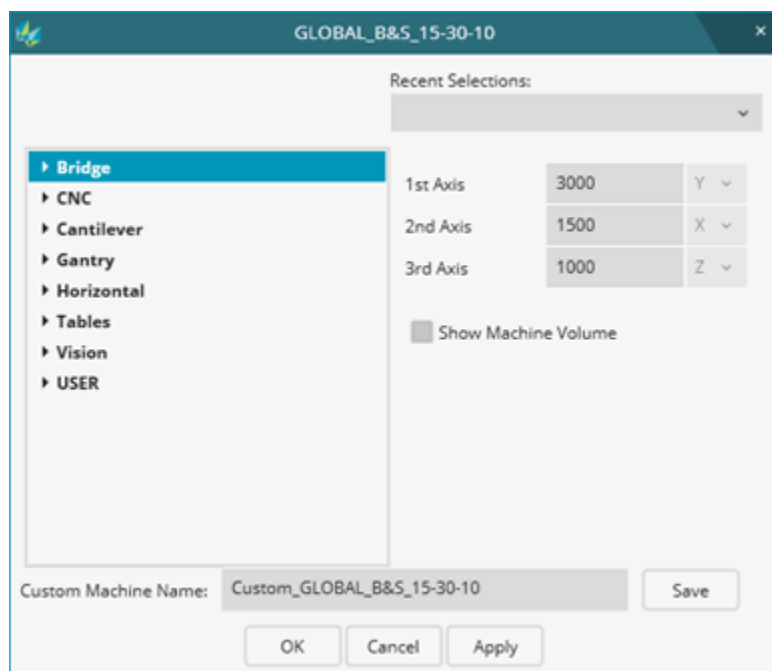 GLOBAL_B&S_15-30-10
Recent Selections:
Bridge
CNC
Cantilever
Gantry
Horizontal
Tables
Vision
USER
1st Axis 3000 Y
2nd Axis 1500 X
3rd Axis 1000 Z
Show Machine Volume
Custom Machine Name: Custom_GLOBAL_B&S_15-30-10 Save
OK Cancel Apply